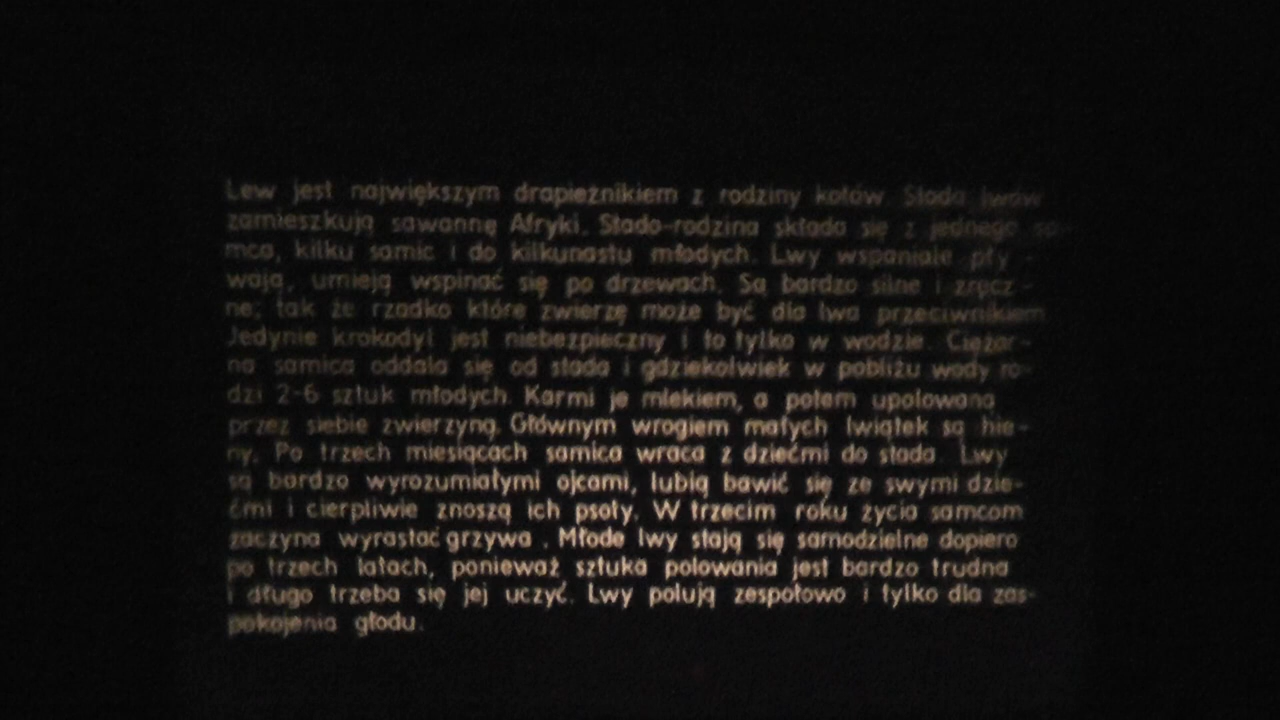 Lew jest największym drapieżnikiem z rodziny kotów. Stada lwów
zamieszkują sawannę Afryki. Stado-rodzina składa się z jednego sa-
mca, kilku samic i do kilkunastu młodych. Lwy wspaniale pły -
wają, umieją wspinać się po drzewach. Są bardzo silne i zręcz -
ne, tak że rzadko które zwierzę może być dla lwa przeciwnikiem
Jedynie krokodyl jest niebezpieczny i to tylko w wodzie. Ciężar-
na samica oddala się od stada i gdziekolwiek w pobliżu wody ro-
dzi 2-6 sztuk młodych. Karmi je mlekiem, a potem upolowaną
przez siebie zwierzyną. Głównym wrogiem małych lwiątek są hie-
ny. Po trzech miesiącach samica wraca z dziećmi do stada. Lwy
są bardzo wyrozumiałymi ojcami, lubią bawić się ze swymi dzie-
ćmi i cierpliwie znoszą ich psoty. W trzecim roku życia samcom
zaczyna wyrastać grzywa . Młode lwy stają się samodzielne dopiero
po trzech latach, ponieważ sztuka polowania jest bardzo trudna
i długo trzeba się jej uczyć. Lwy polują zespołowo i tylko dla zas-
pokojenia głodu.